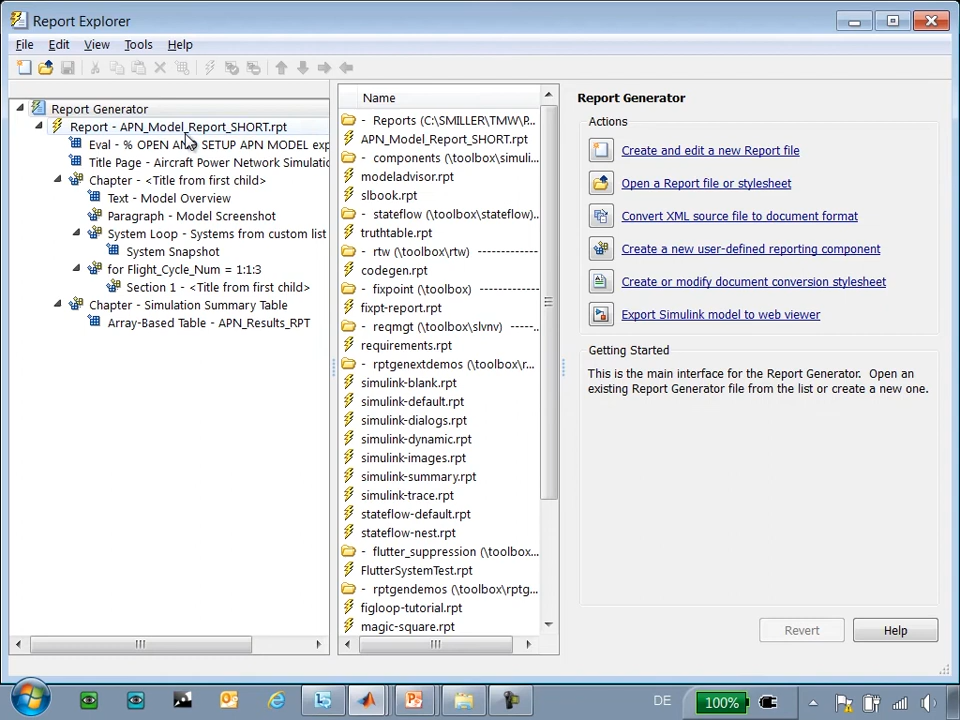 Report Explorer
File Edit View Tools Help
Report Generator
Report - APN_Model_Report_SHORT.rpt
Eval - % OPEN AND SETUP APN MODEL exp
Title Page - Aircraft Power Network Simulatio
Chapter - <Title from first child>
Text - Model Overview
Paragraph - Model Screenshot
System Loop - Systems from custom list
System Snapshot
for Flight_Cycle_Num = 1:1:3
Section 1 - <Title from first child>
Chapter - Simulation Summary Table
Array-Based Table - APN_Results_RPT
Name
- Reports (C:\SMILLER\TMW\P...
APN_Model_Report_SHORT.rpt
- components (\toolbox\simuli...
modeladvisor.rpt
slbook.rpt
- stateflow (\toolbox\stateflow)...
truthtable.rpt
- rtw (\toolbox\rtw) -------------
codegen.rpt
- fixpoint (\toolbox) -------------
fixpt-report.rpt
- reqmgt (\toolbox\slvnv) -----...
requirements.rpt
- rptgenextdemos (\toolbox\r...
simulink-blank.rpt
simulink-default.rpt
simulink-dialogs.rpt
simulink-dynamic.rpt
simulink-images.rpt
simulink-summary.rpt
simulink-trace.rpt
stateflow-default.rpt
stateflow-nest.rpt
- flutter_suppression (\toolbox...
FlutterSystemTest.rpt
- rptgendemos (\toolbox\rptg...
figloop-tutorial.rpt
magic-square.rpt
Report Generator
Actions
Create and edit a new Report file
Open a Report file or stylesheet
Convert XML source file to document format
Create a new user-defined reporting component
Create or modify document conversion stylesheet
Export Simulink model to web viewer
Getting Started
This is the main interface for the Report Generator. Open an
existing Report Generator file from the list or create a new one.
Revert Help
DE 100%